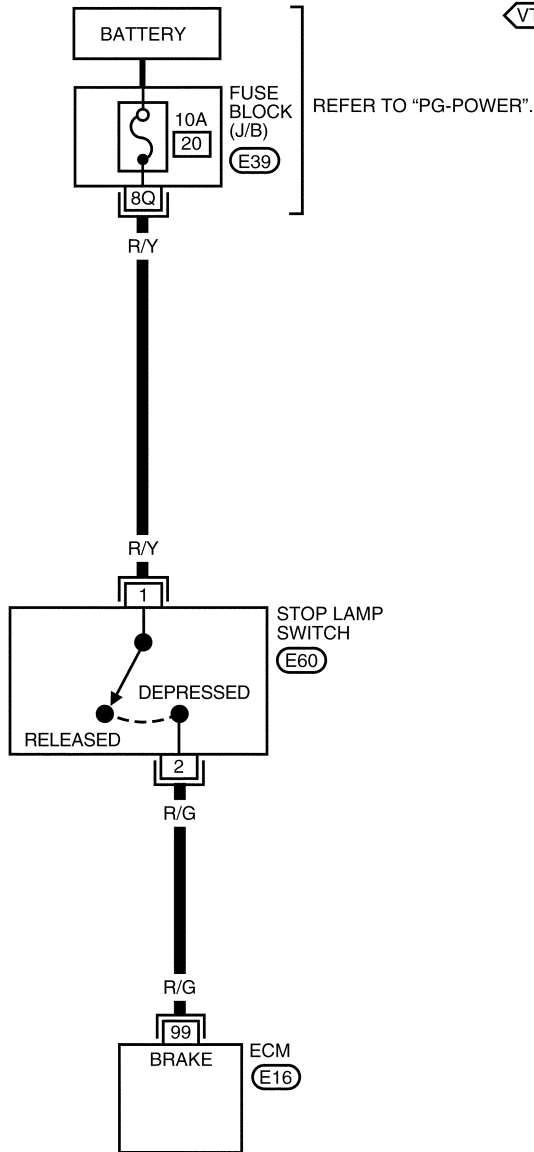 BATTERY
VT
FUSE
BLOCK
(J/B)
REFER TO “PG-POWER”.
10A
20
E39
8Q
R/Y
R/Y
1
STOP LAMP
SWITCH
E60
DEPRESSED
RELEASED
2
R/G
R/G
99
BRAKE
ECM
E16